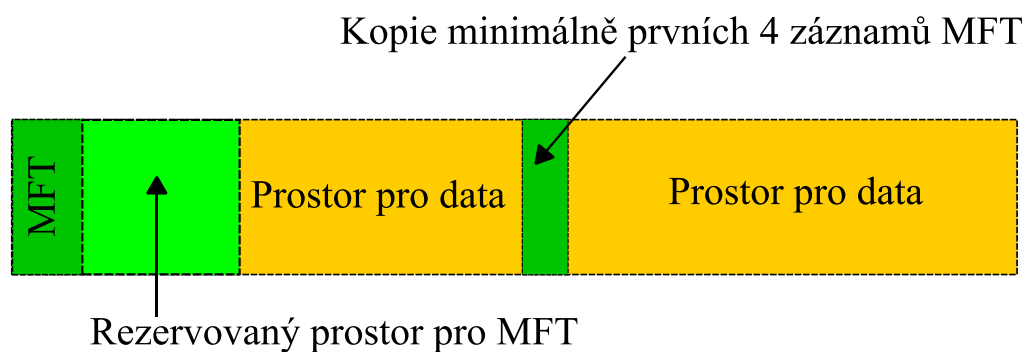 Kopie minimálně prvních 4 záznamů MFT
MFT
Prostor pro data
Prostor pro data
Rezervovaný prostor pro MFT